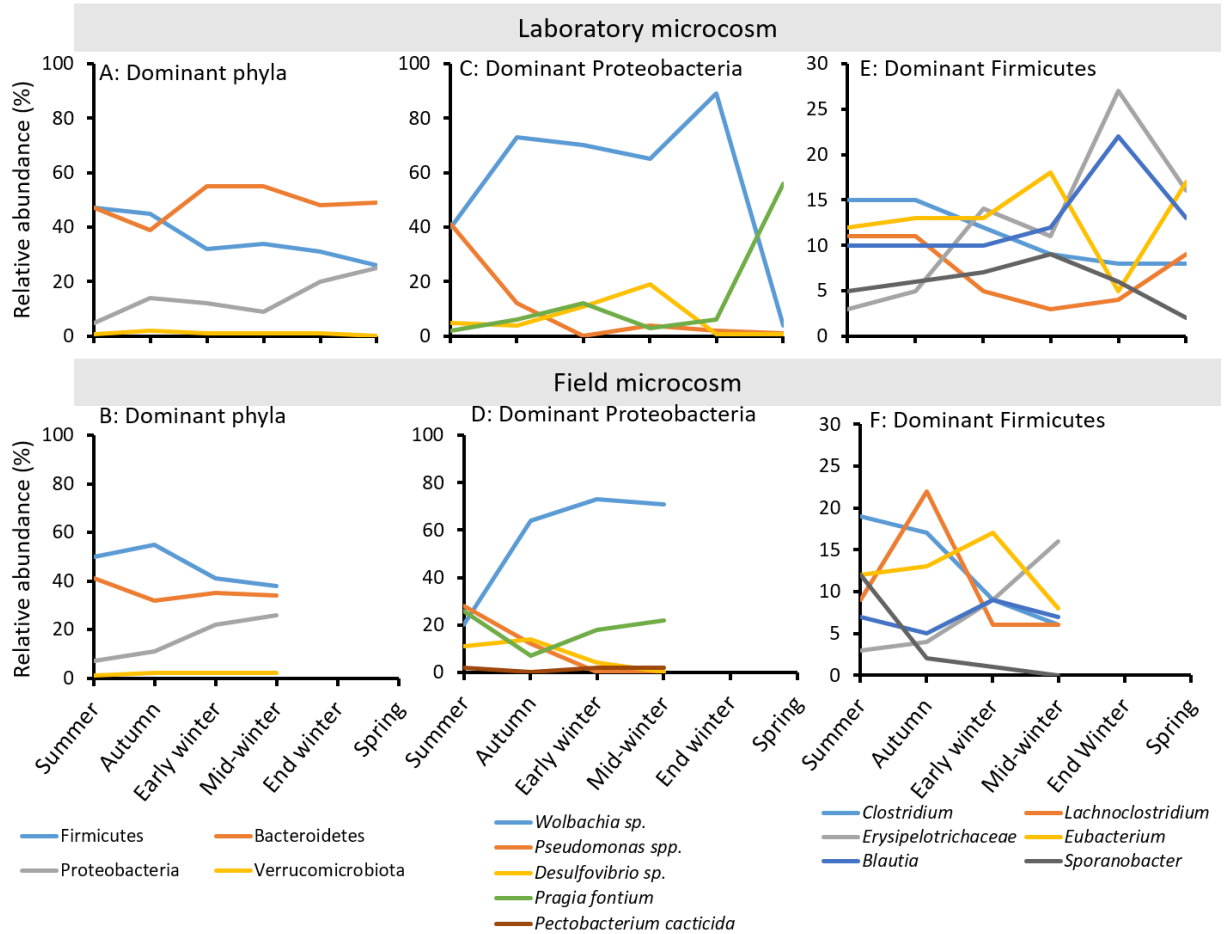 Laboratory microcosm
A: Dominant phyla
C: Dominant Proteobacteria
E: Dominant Firmicutes
Relative abundance (%)
100
80
60
40
20
0
100
80
60
40
20
0
30
25
20
15
10
5
0
Field microcosm
B: Dominant phyla
D: Dominant Proteobacteria
F: Dominant Firmicutes
Relative abundance (%)
100
80
60
40
20
0
100
80
60
40
20
0
30
25
20
15
10
5
0
Summer
Autumn
Early winter
Mid-winter
End winter
Spring
Summer
Autumn
Early winter
Mid-winter
End winter
Spring
Summer
Autumn
Early winter
Mid-winter
End Winter
Spring
Firmicutes
Bacteroidetes
Proteobacteria
Verrucomicrobiota
Wolbachia sp.
Pseudomonas spp.
Desulfovibrio sp.
Pragia fontium
Pectobacterium cacticida
Clostridium
Lachnoclostridium
Erysipelotrichaceae
Eubacterium
Blautia
Sporanobacter